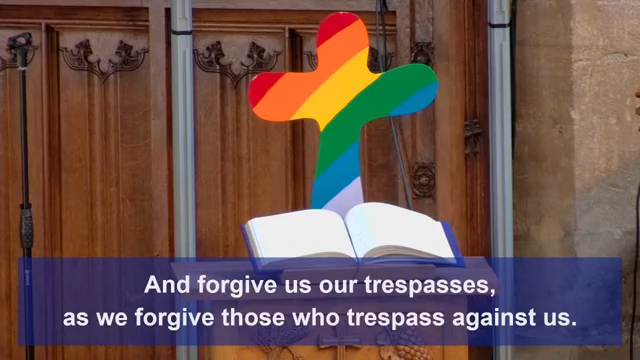 And forgive us our trespasses,
as we forgive those who trespass against us.